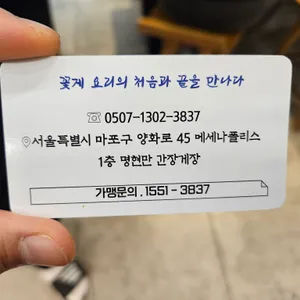 꽃게 요리의 처음과 끝을 만나다
☏ 0507-1302-3837
서울특별시 마포구 양화로 45 메세나폴리스
1층 명현만 간장게장
가맹문의 . 1551 - 3837